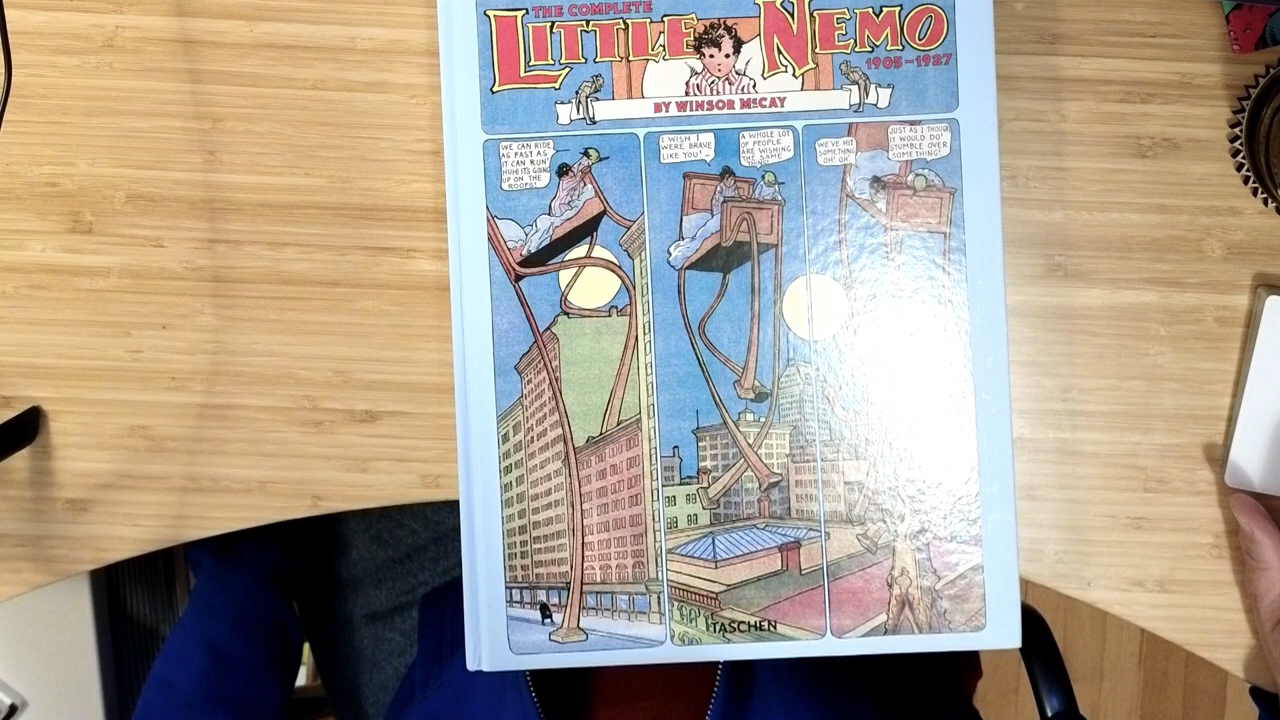 THE COMPLETE
LITTLE NEMO
1905–1927
BY WINSOR McCAY
WE CAN RIDE
AS FAST AS
IT CAN RUN!
HUH! IT'S GOING
UP ON THE
ROOFS!
I WISH I
WERE BRAVE
LIKE YOU! –
A WHOLE LOT
OF PEOPLE
ARE WISHING
THE SAME
THING!
WE'VE HIT
SOMETHING
OH! OH!
JUST AS I THOUGHT
IT WOULD DO!
STUMBLE OVER
SOMETHING!
TASCHEN